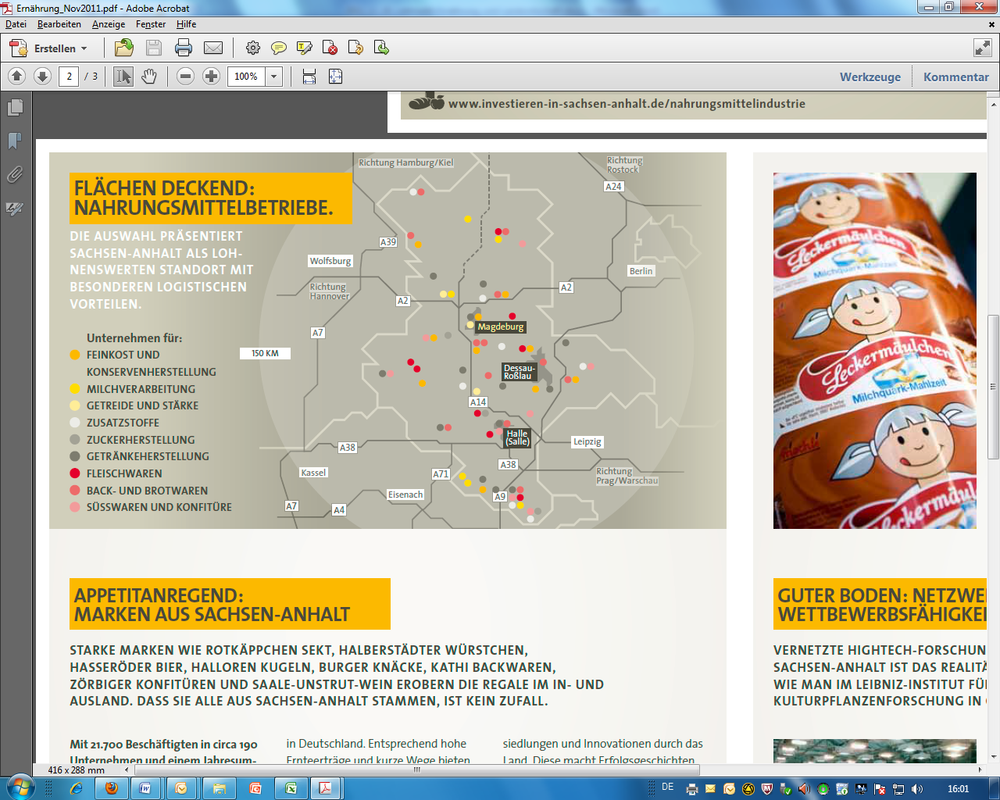 Ernährung_Nov2011.pdf - Adobe Acrobat
Datei Bearbeiten Anzeige Fenster Hilfe
Erstellen
2 / 3 100% Werkzeuge Kommentar
www.investieren-in-sachsen-anhalt.de/nahrungsmittelindustrie
FLÄCHEN DECKEND:
NAHRUNGSMITTELBETRIEBE.
DIE AUSWAHL PRÄSENTIERT
SACHSEN-ANHALT ALS LOH-
NENSWERTEN STANDORT MIT
BESONDEREN LOGISTISCHEN
VORTEILEN.
Unternehmen für:
FEINKOST UND
KONSERVENHERSTELLUNG
MILCHVERARBEITUNG
GETREIDE UND STÄRKE
ZUSATZSTOFFE
ZUCKERHERSTELLUNG
GETRÄNKEHERSTELLUNG
FLEISCHWAREN
BACK- UND BROTWAREN
SÜSSWAREN UND KONFITÜRE
150 KM
Richtung Hamburg/Kiel
Richtung
Rostock
A24
A39
Wolfsburg
Berlin
Richtung
Hannover
A2
A2
A7
Magdeburg
Dessau-
Roßlau
A14
Halle
(Salle)
Leipzig
A38
A38
Kassel
A71
Richtung
Prag/Warschau
Eisenach
A9
A7
A4
Leckermäulchen
Milchquark-Mahlzeit
Leckermäulchen
Milchquark-Mahlzeit
frischli
Leckermäulchen
APPETITANREGEND:
MARKEN AUS SACHSEN-ANHALT
STARKE MARKEN WIE ROTKÄPPCHEN SEKT, HALBERSTÄDTER WÜRSTCHEN,
HASSERÖDER BIER, HALLOREN KUGELN, BURGER KNÄCKE, KATHI BACKWAREN,
ZÖRBIGER KONFITÜREN UND SAALE-UNSTRUT-WEIN EROBERN DIE REGALE IM IN- UND
AUSLAND. DASS SIE ALLE AUS SACHSEN-ANHALT STAMMEN, IST KEIN ZUFALL.
Mit 21.700 Beschäftigten in circa 190
Unternehmen und einem Jahresum-
in Deutschland. Entsprechend hohe
Ernteerträge und kurze Wege bieten
siedlungen und Innovationen durch das
Land. Diese macht Erfolgsgeschichten
GUTER BODEN: NETZWE
WETTBEWERBSFÄHIGKEI
VERNETZTE HIGHTECH-FORSCHUN
SACHSEN-ANHALT IST DAS REALITÄ
WIE MAN IM LEIBNIZ-INSTITUT FÜ
KULTURPFLANZENFORSCHUNG IN
416 x 288 mm
DE
16:01